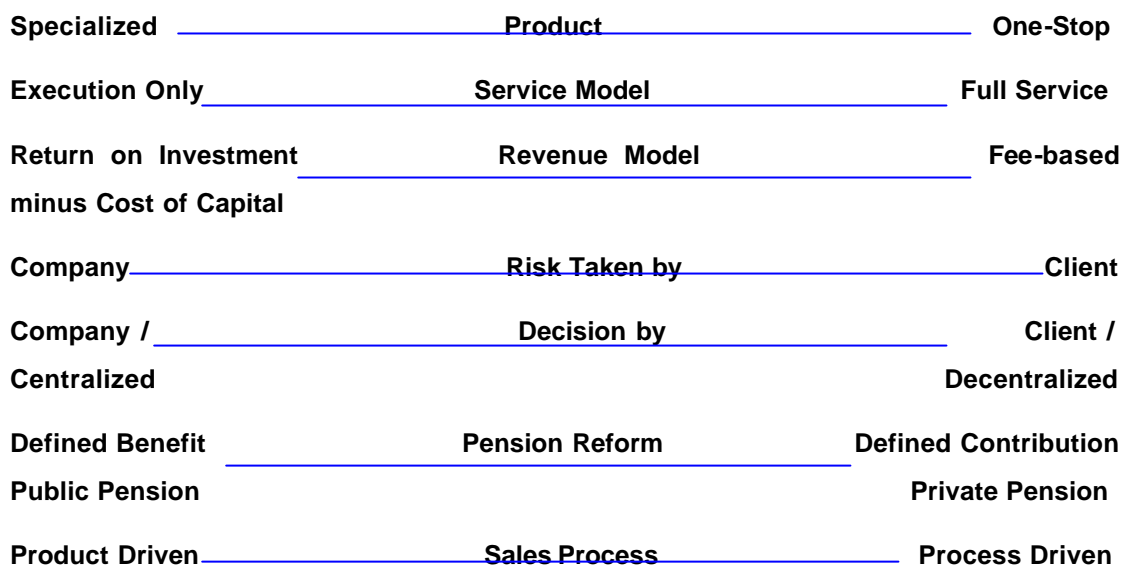 Specialized Product One-Stop
Execution Only Service Model Full Service
Return on Investment Revenue Model Fee-based
minus Cost of Capital
Company Risk Taken by Client
Company / Decision by Client /
Centralized Decentralized
Defined Benefit Pension Reform Defined Contribution
Public Pension Private Pension
Product Driven Sales Process Process Driven